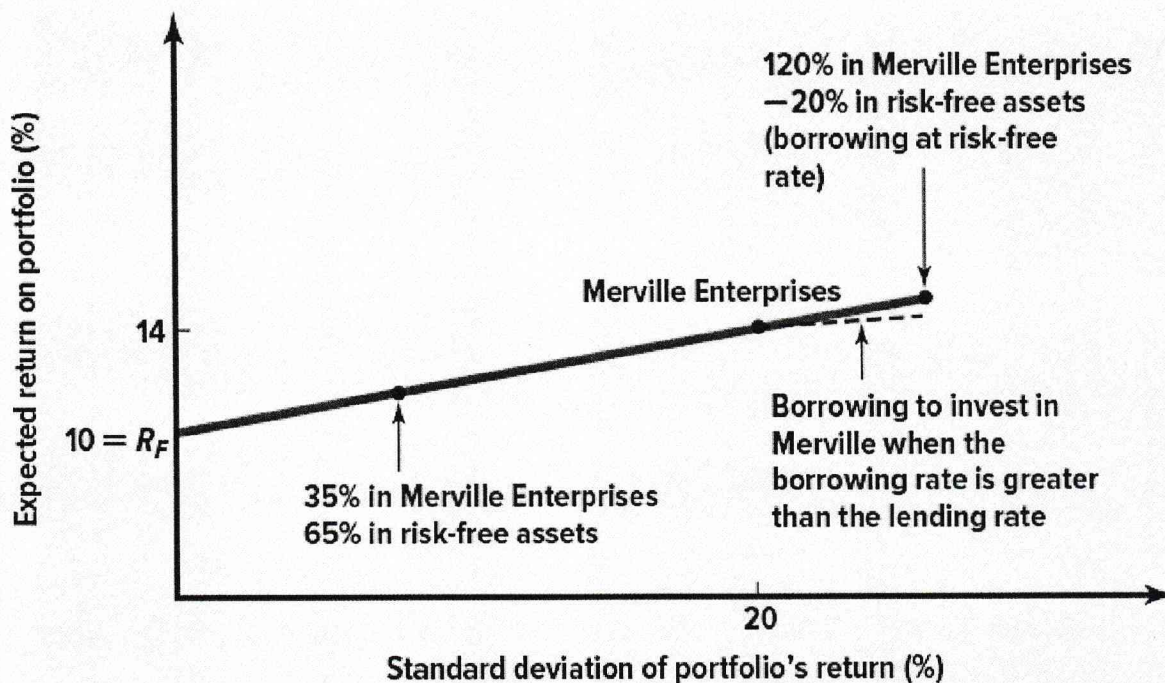 Expected return on portfolio (%)
120% in Merville Enterprises
—20% in risk-free assets
(borrowing at risk-free
rate)
Merville Enterprises
14
10 = R_F
35% in Merville Enterprises
65% in risk-free assets
Borrowing to invest in
Merville when the
borrowing rate is greater
than the lending rate
20
Standard deviation of portfolio’s return (%)